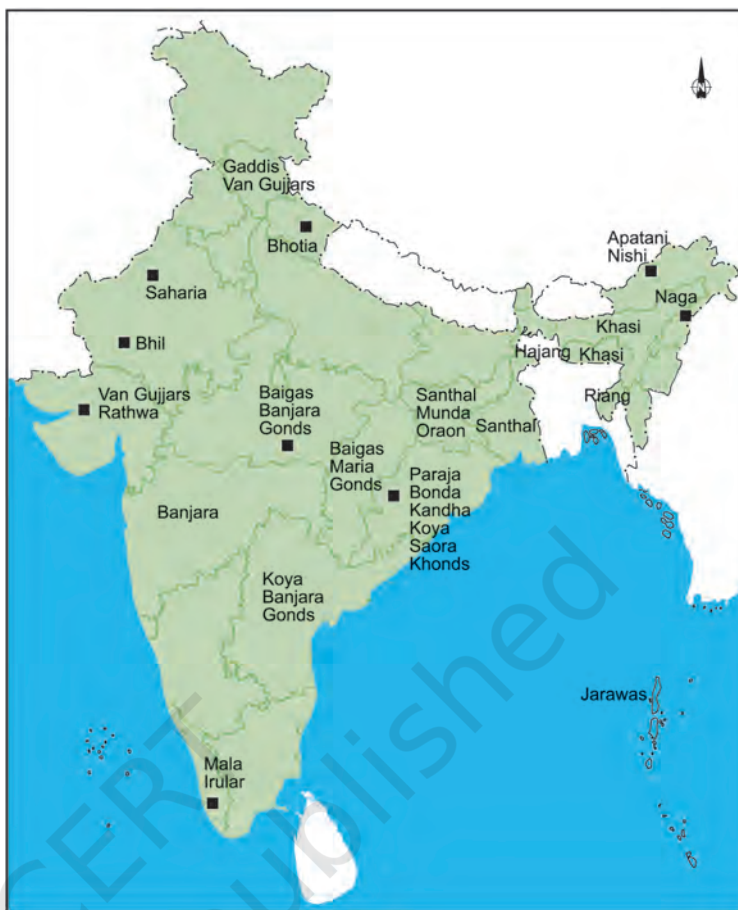 N
Gaddis
Van Gujjars
Bhotia
Apatani
Nishi
Saharia
Naga
Khasi
Bhil
Hajang
Khasi
Van Gujjars
Rathwa
Baigas
Banjara
Gonds
Santhal
Munda
Oraon
Santhal
Riang
Baigas
Maria
Gonds
Paraja
Bonda
Kandha
Koya
Saora
Khonds
Banjara
Koya
Banjara
Gonds
Jarawas
Mala
Irular